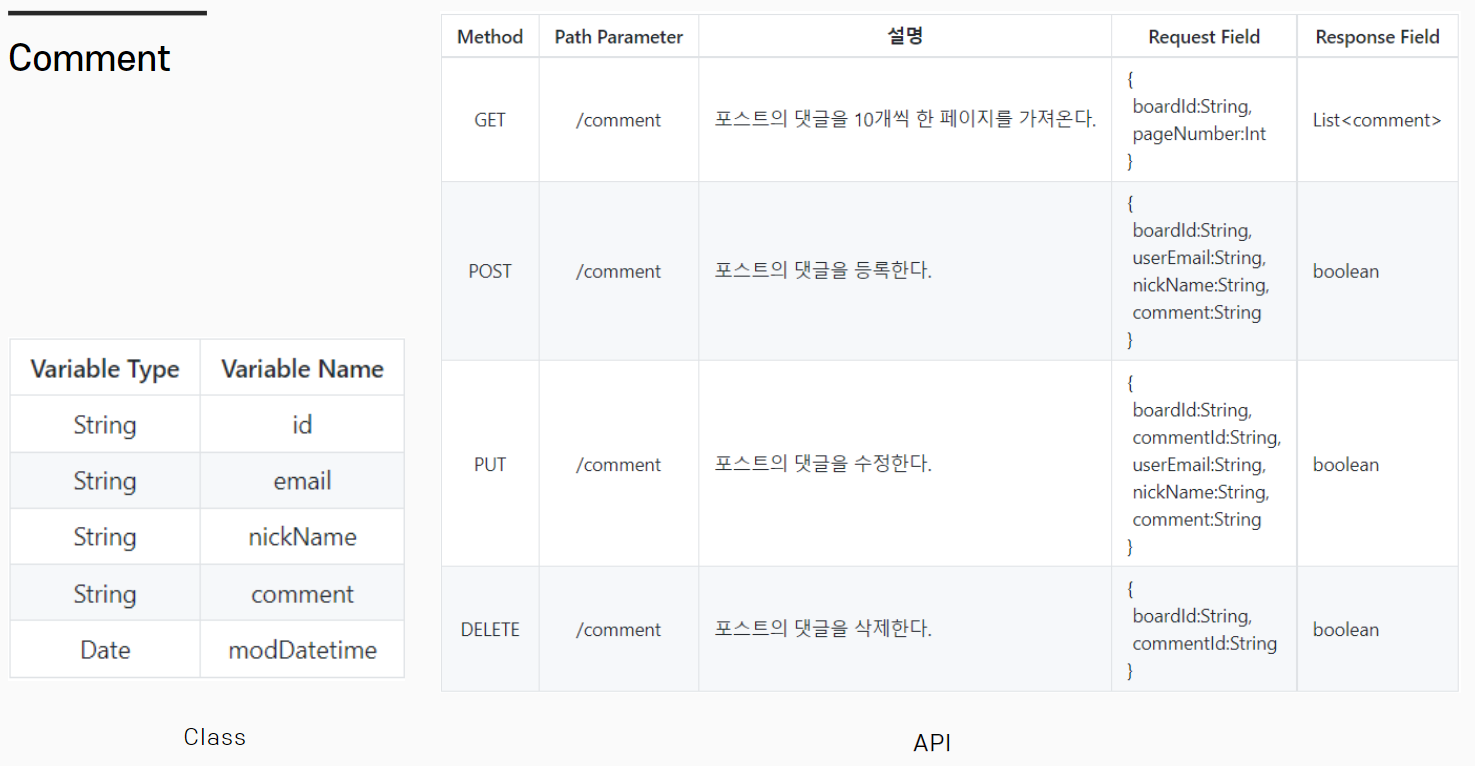 Comment
Variable Type Variable Name
String id
String email
String nickName
String comment
Date modDatetime
Class
Method Path Parameter 설명 Request Field Response Field
GET /comment 포스트의 댓글을 10개씩 한 페이지를 가져온다. List<comment>
{
boardId:String,
pageNumber:Int
}
POST /comment 포스트의 댓글을 등록한다. boolean
{
boardId:String,
userEmail:String,
nickName:String,
comment:String
}
PUT /comment 포스트의 댓글을 수정한다. boolean
{
boardId:String,
commentId:String,
userEmail:String,
nickName:String,
comment:String
}
DELETE /comment 포스트의 댓글을 삭제한다. boolean
{
boardId:String,
commentId:String
}
API